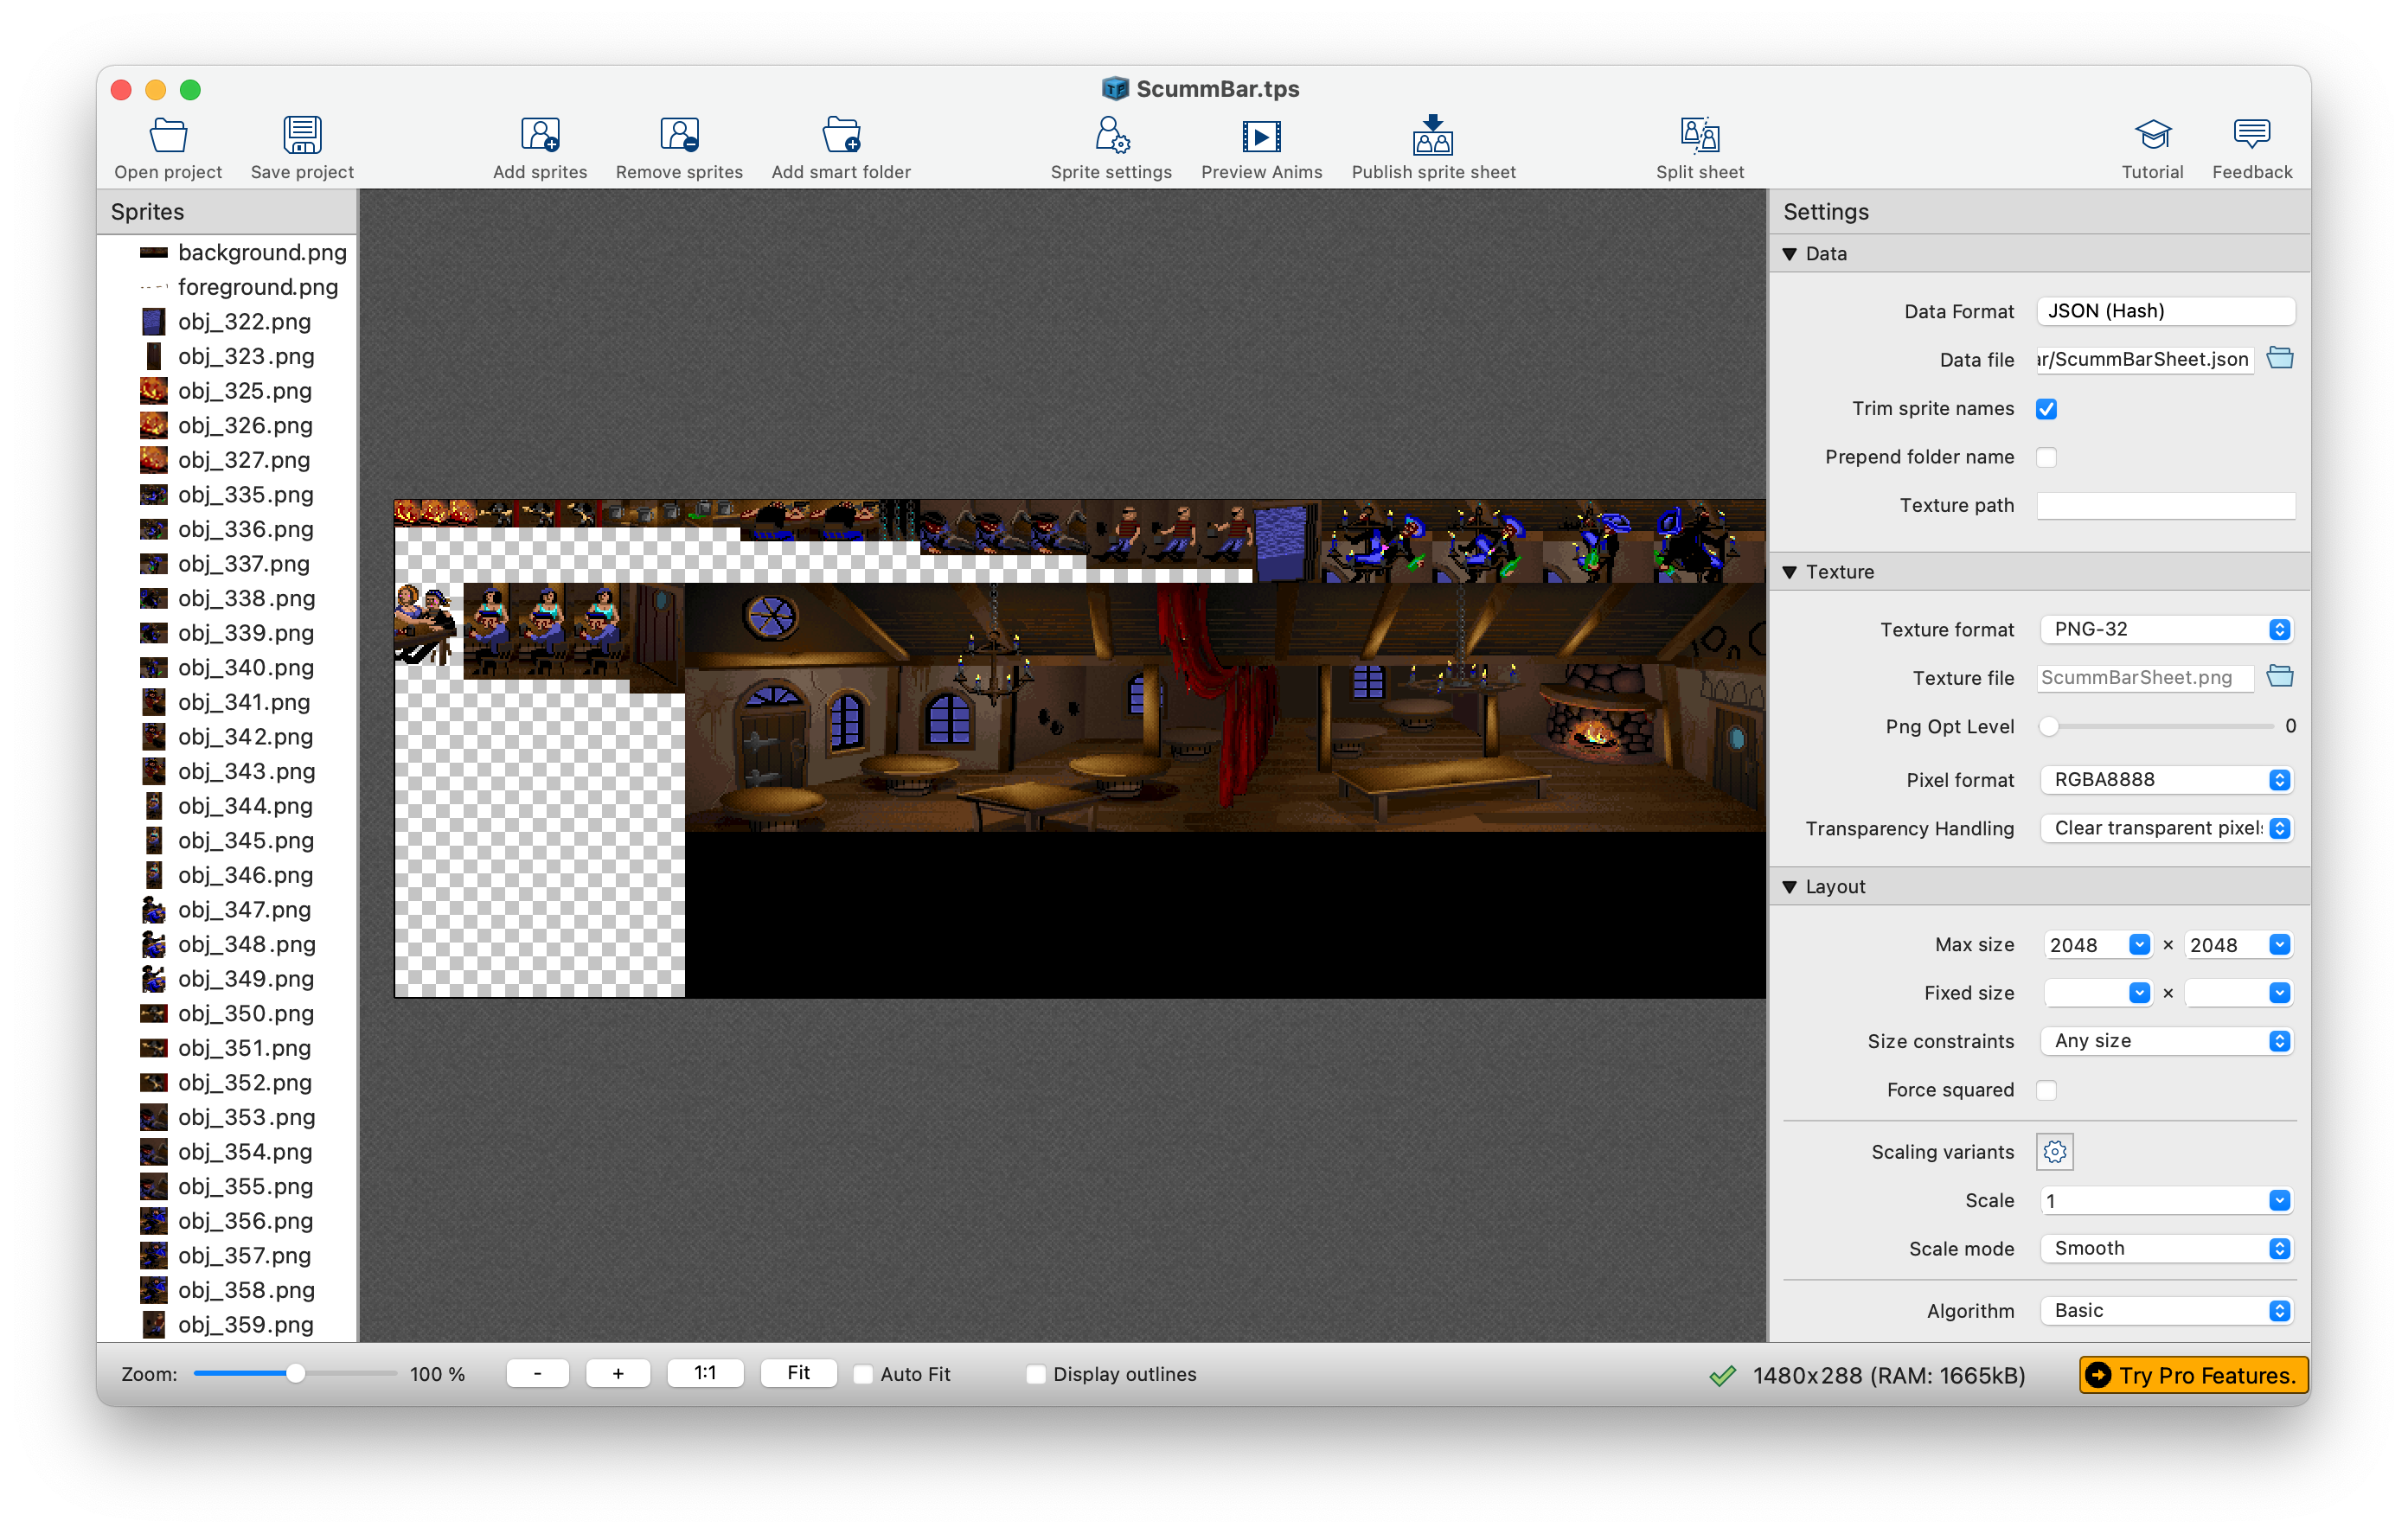 ScummBar.tps
Open project
Save project
Add sprites
Remove sprites
Add smart folder
Sprite settings
Preview Anims
Publish sprite sheet
Split sheet
Tutorial
Feedback
Sprites
background.png
foreground.png
obj_322.png
obj_323.png
obj_325.png
obj_326.png
obj_327.png
obj_335.png
obj_336.png
obj_337.png
obj_338.png
obj_339.png
obj_340.png
obj_341.png
obj_342.png
obj_343.png
obj_344.png
obj_345.png
obj_346.png
obj_347.png
obj_348.png
obj_349.png
obj_350.png
obj_351.png
obj_352.png
obj_353.png
obj_354.png
obj_355.png
obj_356.png
obj_357.png
obj_358.png
obj_359.png
Settings
Data
Data Format JSON (Hash)
Data file ar/ScummBarSheet.json
Trim sprite names
Prepend folder name
Texture path
Texture
Texture format PNG-32
Texture file ScummBarSheet.png
Png Opt Level 0
Pixel format RGBA8888
Transparency Handling Clear transparent pixels
Layout
Max size 2048 × 2048
Fixed size ×
Size constraints Any size
Force squared
Scaling variants
Scale 1
Scale mode Smooth
Algorithm Basic
Zoom: 100 % - + 1:1 Fit Auto Fit Display outlines 1480x288 (RAM: 1665kB) Try Pro Features.